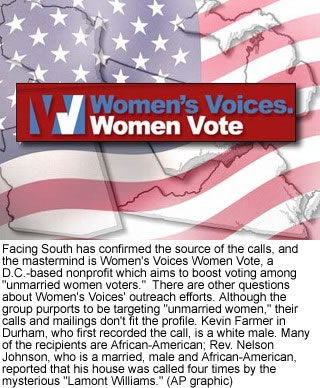 Women's Voices.
Women Vote
Facing South has confirmed the source of the calls, and
the mastermind is Women's Voices Women Vote, a
D.C.-based nonprofit which aims to boost voting among
"unmarried women voters."  There are other questions
about Women's Voices' outreach efforts. Although the
group purports to be targeting "unmarried women," their
calls and mailings don't fit the profile. Kevin Farmer in
Durham, who first recorded the call, is a white male. Many
of the recipients are African-American; Rev. Nelson
Johnson, who is a married, male and African-American,
reported that his house was called four times by the
mysterious "Lamont Williams." (AP graphic)